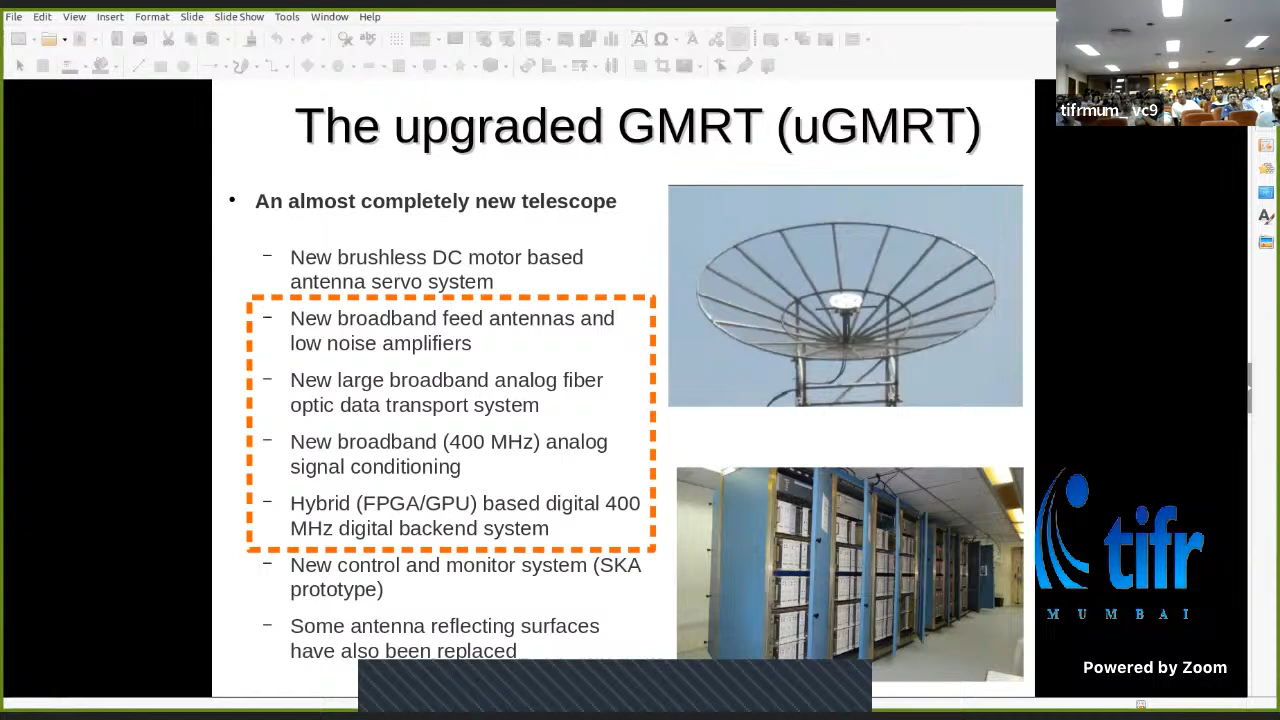 File Edit View Insert Format Slide Slide Show Tools Window Help
tifrmum_ vc9
The upgraded GMRT (uGMRT)
• An almost completely new telescope
– New brushless DC motor based
antenna servo system
– New broadband feed antennas and
low noise amplifiers
– New large broadband analog fiber
optic data transport system
– New broadband (400 MHz) analog
signal conditioning
– Hybrid (FPGA/GPU) based digital 400
MHz digital backend system
– New control and monitor system (SKA
prototype)
– Some antenna reflecting surfaces
have also been replaced
tifr
MUMBAI
Powered by Zoom